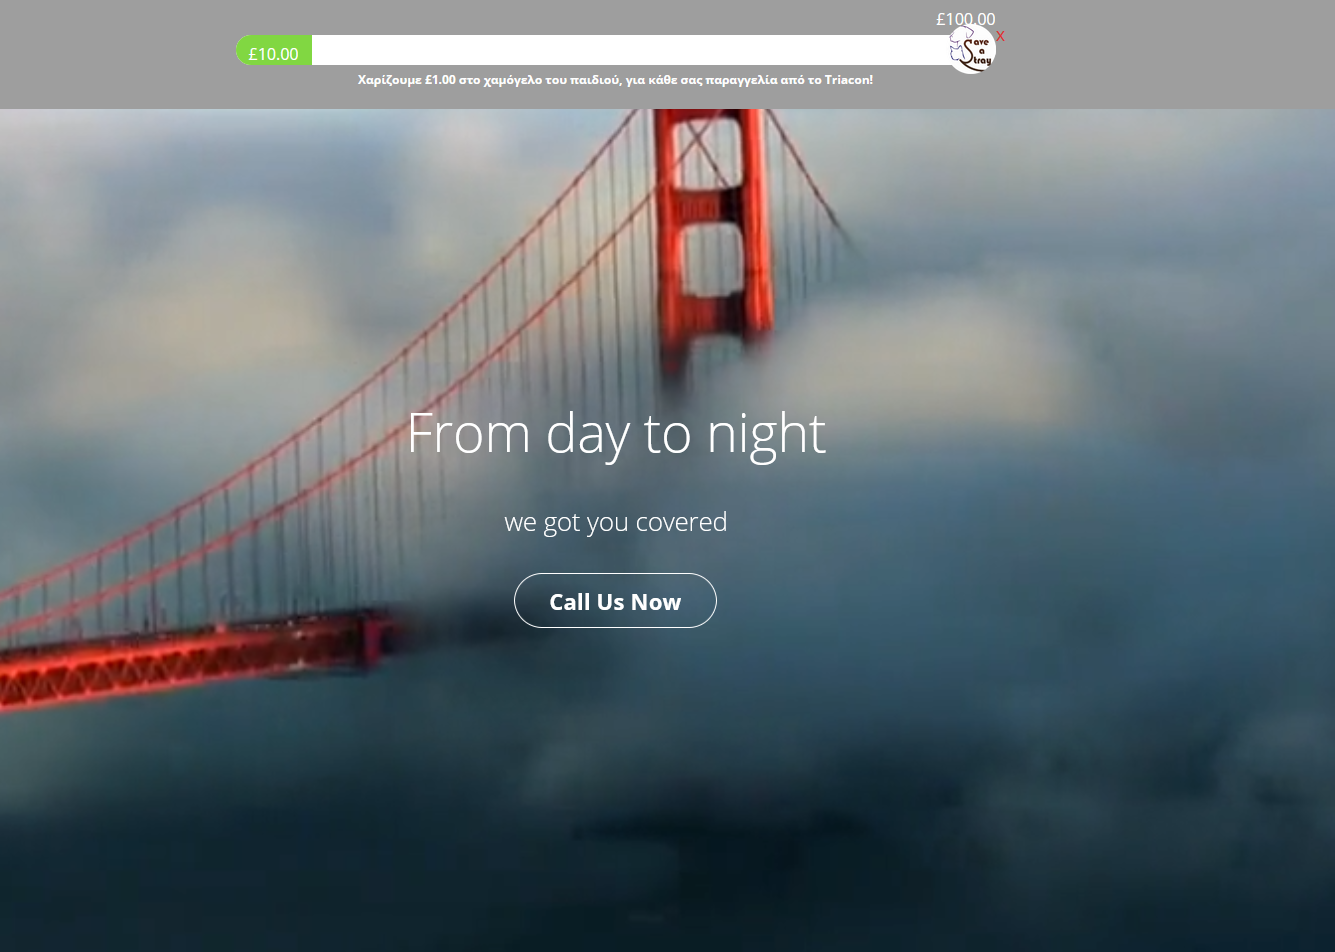 £100.00
x
£10.00
Save
a
Stray
Χαρίζουμε £1.00 στο χαμόγελο του παιδιού, για κάθε σας παραγγελία από το Triacon!
From day to night
we got you covered
Call Us Now